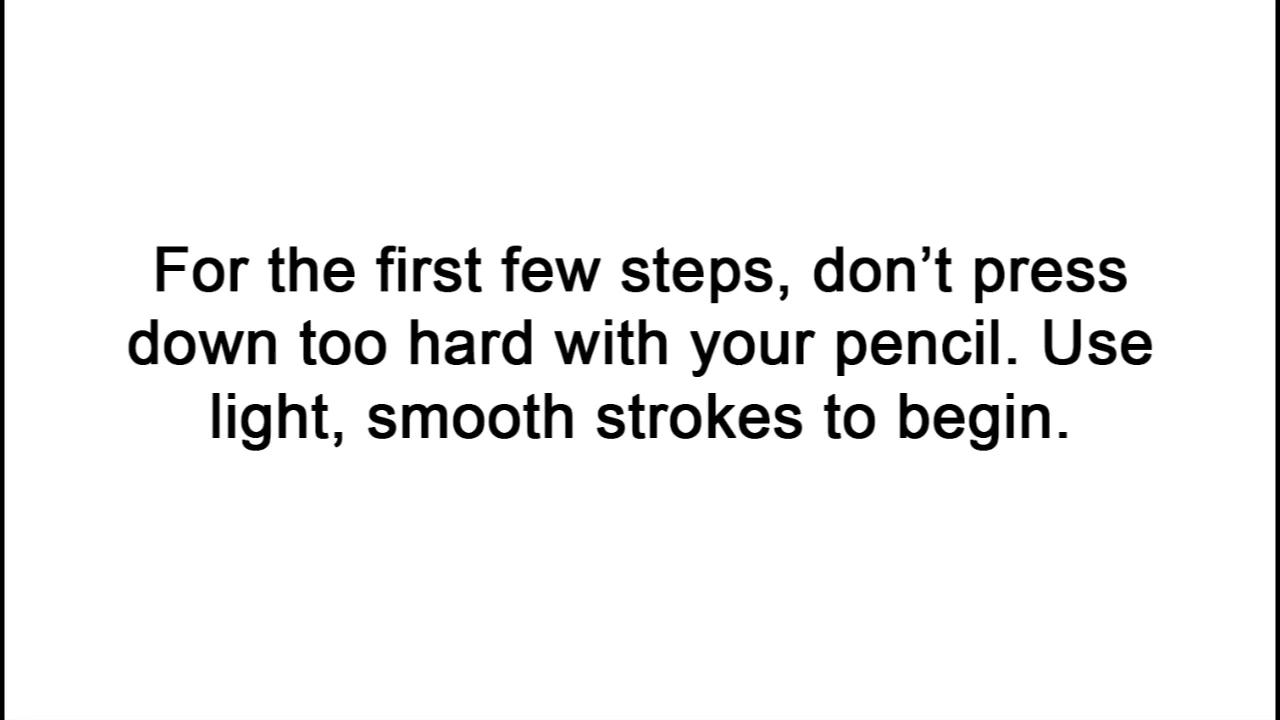 For the first few steps, don’t press
down too hard with your pencil. Use
light, smooth strokes to begin.